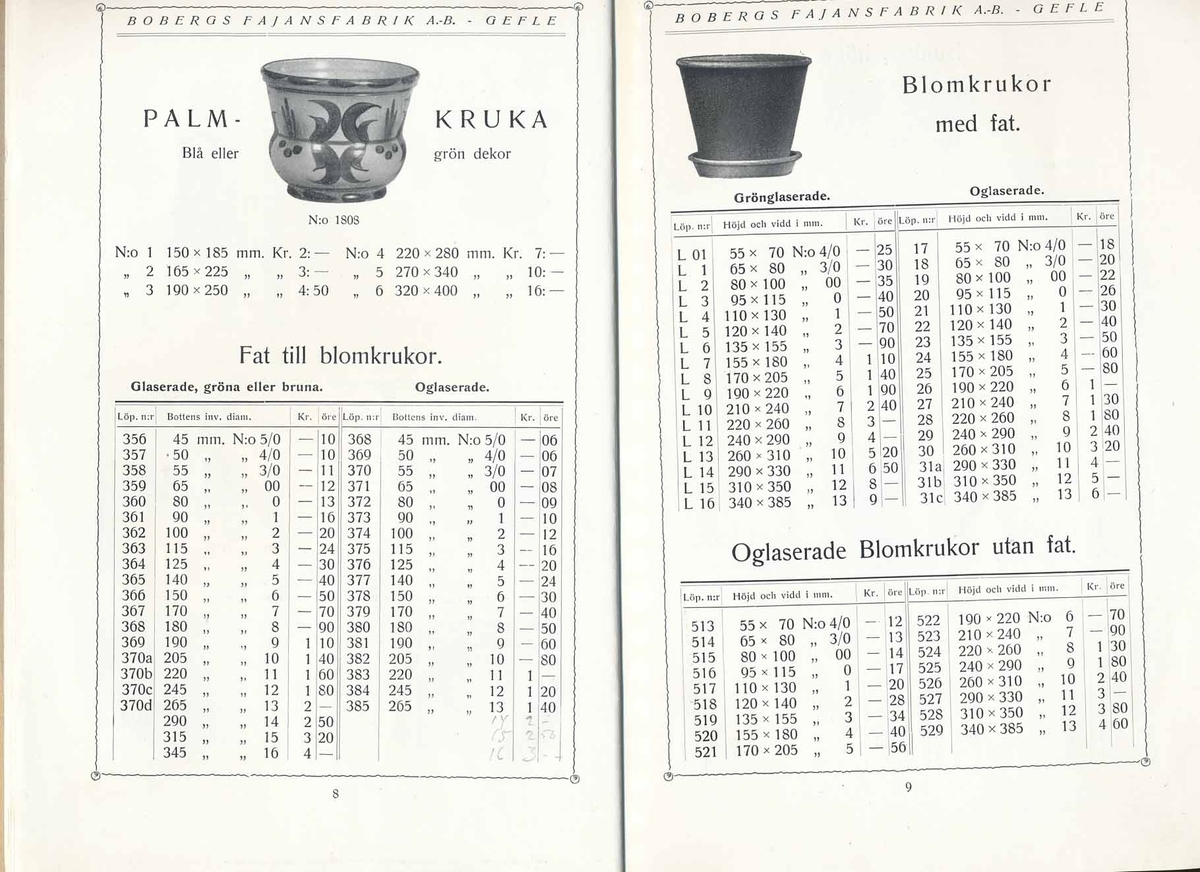 BOBERGS FAJANSFABRIK A.-B. - GEFLE
PALM- KRUKA
Blå eller grön dekor
N:o 1808
N:o 1 150 × 185 mm. Kr. 2: — N:o 4 220 × 280 mm. Kr. 7: —
„ 2 165 × 225 „ „ 3: — „ 5 270 × 340 „ „ 10: —
„ 3 190 × 250 „ „ 4: 50 „ 6 320 × 400 „ „ 16: —
Fat till blomkrukor.
Glaserade, gröna eller bruna. Oglaserade.
Löp. n:r Bottens inv. diam. Kr. öre Löp. n:r Bottens inv. diam. Kr. öre
356 45 mm. N:o 5/0 — 10 368 45 mm. N:o 5/0 — 06
357 50 „ „ 4/0 — 10 369 50 „ „ 4/0 — 06
358 55 „ „ 3/0 — 11 370 55 „ „ 3/0 — 07
359 65 „ „ 00 — 12 371 65 „ „ 00 — 08
360 80 „ „ 0 — 13 372 80 „ „ 0 — 09
361 90 „ „ 1 — 16 373 90 „ „ 1 — 10
362 100 „ „ 2 — 20 374 100 „ „ 2 — 12
363 115 „ „ 3 — 24 375 115 „ „ 3 — 16
364 125 „ „ 4 — 30 376 125 „ „ 4 — 20
365 140 „ „ 5 — 40 377 140 „ „ 5 — 24
366 150 „ „ 6 — 50 378 150 „ „ 6 — 30
367 170 „ „ 7 — 70 379 170 „ „ 7 — 40
368 180 „ „ 8 — 90 380 180 „ „ 8 — 50
369 190 „ „ 9 1 10 381 190 „ „ 9 — 60
370a 205 „ „ 10 1 40 382 205 „ „ 10 — 80
370b 220 „ „ 11 1 60 383 220 „ „ 11 1 —
370c 245 „ „ 12 1 80 384 245 „ „ 12 1 20
370d 265 „ „ 13 2 — 385 265 „ „ 13 1 40
290 „ „ 14 2 50 14 2 -
315 „ „ 15 3 20 15 2 50
345 „ „ 16 4 — 16 3 -
8
BOBERGS FAJANSFABRIK A.-B. - GEFLE
Blomkrukor
med fat.
Grönglaserade. Oglaserade.
Löp. n:r Höjd och vidd i mm. Kr. öre Löp. n:r Höjd och vidd i mm. Kr. öre
L 01 55 × 70 N:o 4/0 — 25 17 55 × 70 N:o 4/0 — 18
L 1 65 × 80 „ 3/0 — 30 18 65 × 80 „ 3/0 — 20
L 2 80 × 100 „ 00 — 35 19 80 × 100 „ 00 — 22
L 3 95 × 115 „ 0 — 40 20 95 × 115 „ 0 — 26
L 4 110 × 130 „ 1 — 50 21 110 × 130 „ 1 — 30
L 5 120 × 140 „ 2 — 70 22 120 × 140 „ 2 — 40
L 6 135 × 155 „ 3 — 90 23 135 × 155 „ 3 — 50
L 7 155 × 180 „ 4 1 10 24 155 × 180 „ 4 — 60
L 8 170 × 205 „ 5 1 40 25 170 × 205 „ 5 — 80
L 9 190 × 220 „ 6 1 90 26 190 × 220 „ 6 1 —
L 10 210 × 240 „ 7 2 40 27 210 × 240 „ 7 1 30
L 11 220 × 260 „ 8 3 — 28 220 × 260 „ 8 1 80
L 12 240 × 290 „ 9 4 — 29 240 × 290 „ 9 2 40
L 13 260 × 310 „ 10 5 20 30 260 × 310 „ 10 3 20
L 14 290 × 330 „ 11 6 50 31a 290 × 330 „ 11 4 —
L 15 310 × 350 „ 12 8 — 31b 310 × 350 „ 12 5 —
L 16 340 × 385 „ 13 9 — 31c 340 × 385 „ 13 6 —
Oglaserade Blomkrukor utan fat.
Löp. n:r Höjd och vidd i mm. Kr. öre Löp. n:r Höjd och vidd i mm. Kr. öre
513 55 × 70 N:o 4/0 — 12 522 190 × 220 N:o 6 — 70
514 65 × 80 „ 3/0 — 13 523 210 × 240 „ 7 — 90
515 80 × 100 „ 00 — 14 524 220 × 260 „ 8 1 30
516 95 × 115 „ 0 — 17 525 240 × 290 „ 9 1 80
517 110 × 130 „ 1 — 20 526 260 × 310 „ 10 2 40
518 120 × 140 „ 2 — 28 527 290 × 330 „ 11 3 —
519 135 × 155 „ 3 — 34 528 310 × 350 „ 12 3 80
520 155 × 180 „ 4 — 40 529 340 × 385 „ 13 4 60
521 170 × 205 „ 5 — 56
9